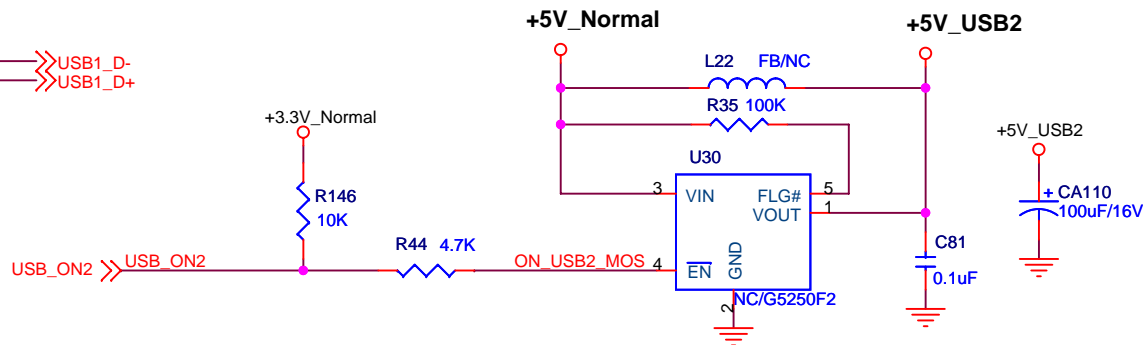 +5V_Normal
+5V_USB2
L22 FB/NC
USB1_D-
USB1_D+
R35 100K
+3.3V_Normal
+5V_USB2
U30
R146
10K
3 VIN FLG# 5
VOUT 1
+ CA110
100uF/16V
R44 4.7K
C81
0.1uF
USB_ON2 USB_ON2
ON_USB2_MOS 4 EN
GND
2
NC/G5250F2